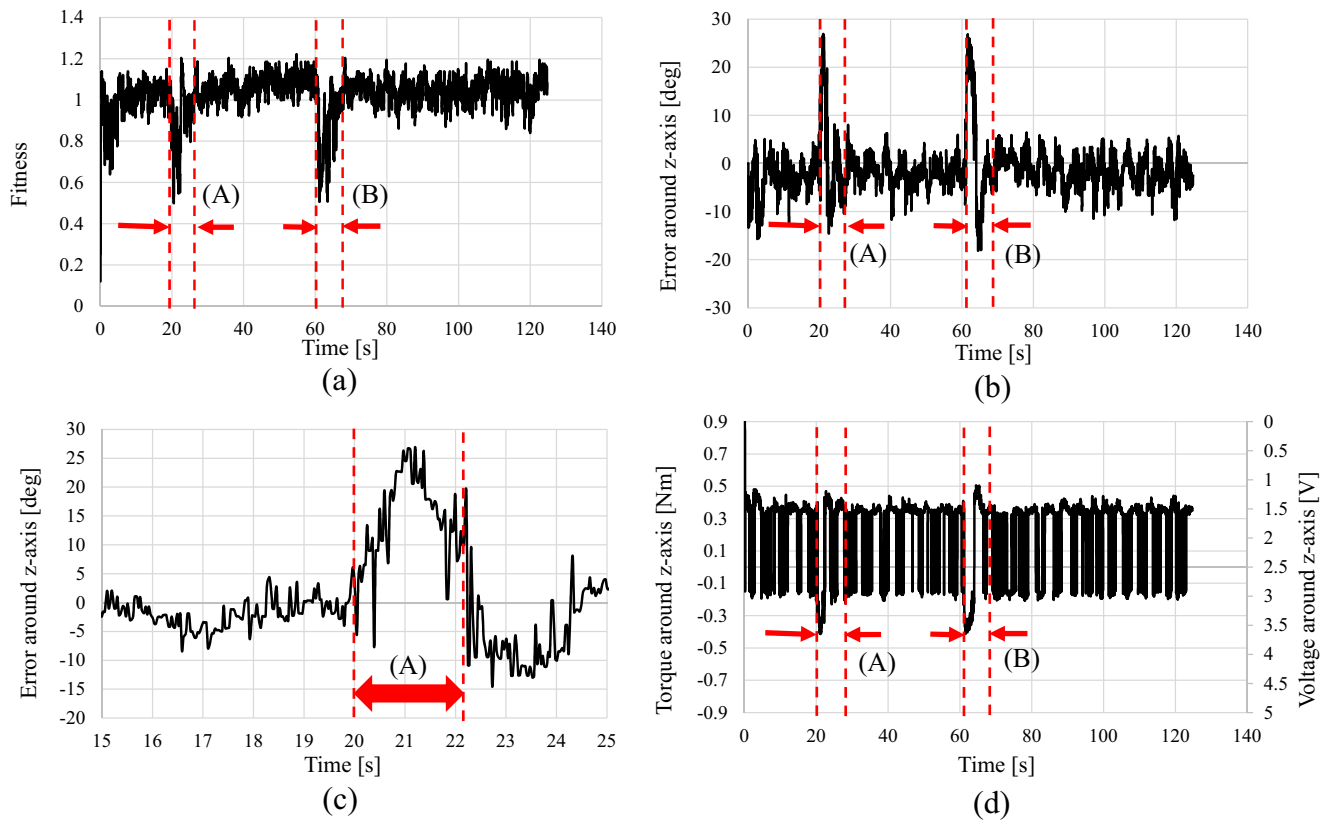 Fitness
1.4
1.2
1
0.8
0.6
0.4
0.2
0
(A)
(B)
0 20 40 60 80 100 120 140
Time [s]
(a)
Error around z-axis [deg]
30
20
10
0
-10
-20
-30
(A)
(B)
0 20 40 60 80 100 120 140
Time [s]
(b)
Error around z-axis [deg]
30
25
20
15
10
5
0
-5
-10
-15
-20
(A)
15 16 17 18 19 20 21 22 23 24 25
Time [s]
(c)
Torque around z-axis [Nm]
0.9
0.7
0.5
0.3
0.1
-0.1
-0.3
-0.5
-0.7
-0.9
(A)
(B)
0
0.5
1
1.5
2
2.5
3
3.5
4
4.5
5
Voltage around z-axis [V]
0 20 40 60 80 100 120 140
Time [s]
(d)